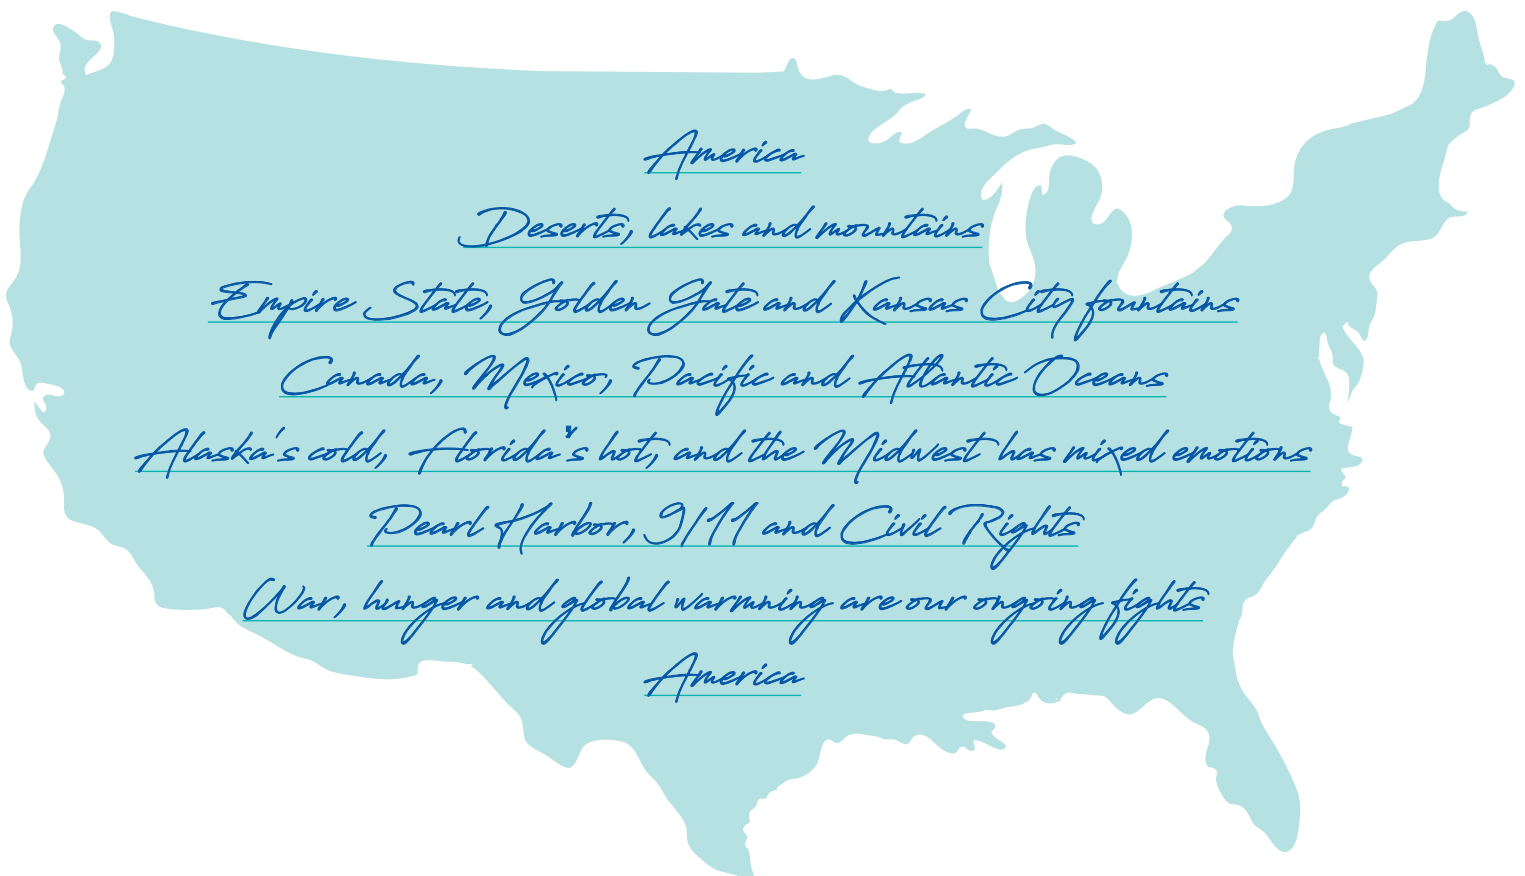 America
Deserts, lakes and mountains
Empire State, Golden Gate and Kansas City fountains
Canada, Mexico, Pacific and Atlantic Oceans
Alaska's cold, Florida's hot, and the Midwest has mixed emotions
Pearl Harbor, 9/11 and Civil Rights
War, hunger and global warmning are our ongoing fights
America